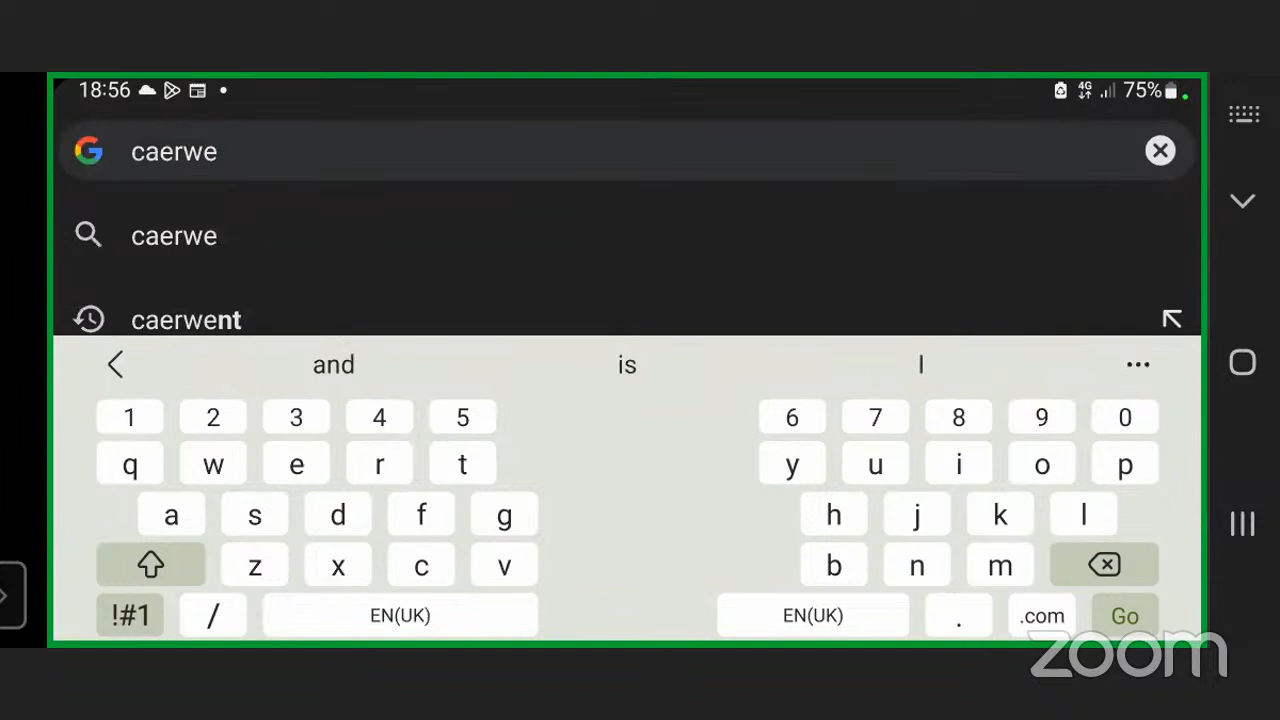 18:56 4G 75%
caerwe
caerwe
caerwent
and is I
1 2 3 4 5 6 7 8 9 0
q w e r t y u i o p
a s d f g h j k l
z x c v b n m
!#1 / EN(UK) EN(UK) . .com Go
zoom